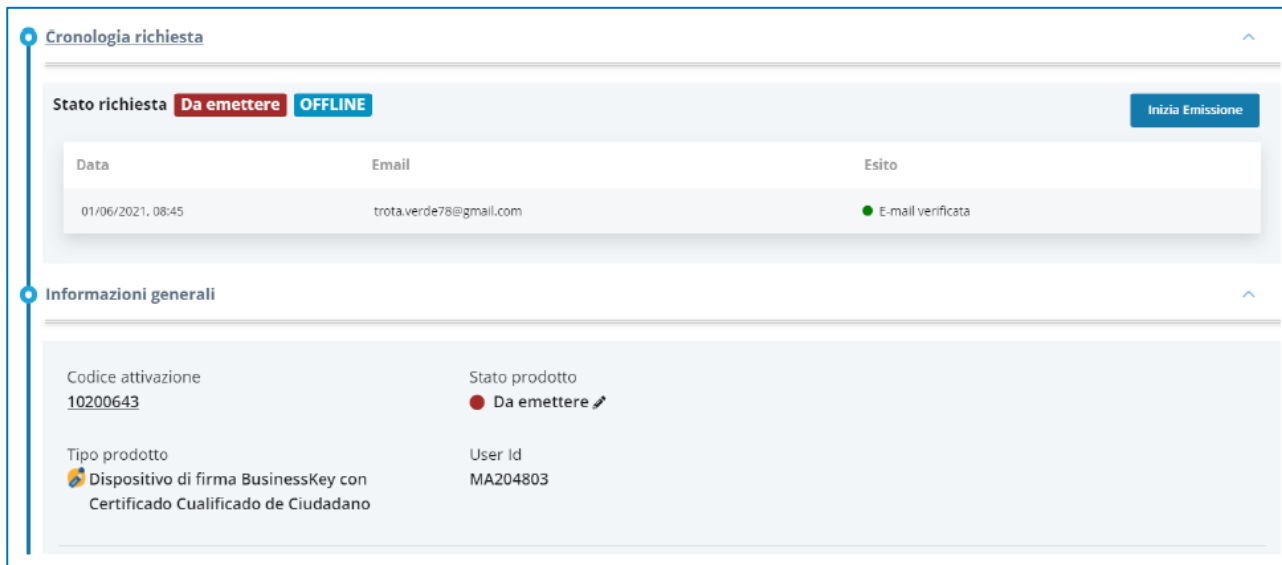 Cronologia richiesta
Stato richiesta Da emettere OFFLINE
Inizia Emissione
Data Email Esito
01/06/2021, 08:45 trota.verde78@gmail.com E-mail verificata
Informazioni generali
Codice attivazione Stato prodotto
10200643 Da emettere
Tipo prodotto User Id
Dispositivo di firma BusinessKey con MA204803
Certificado Cualificado de Ciudadano